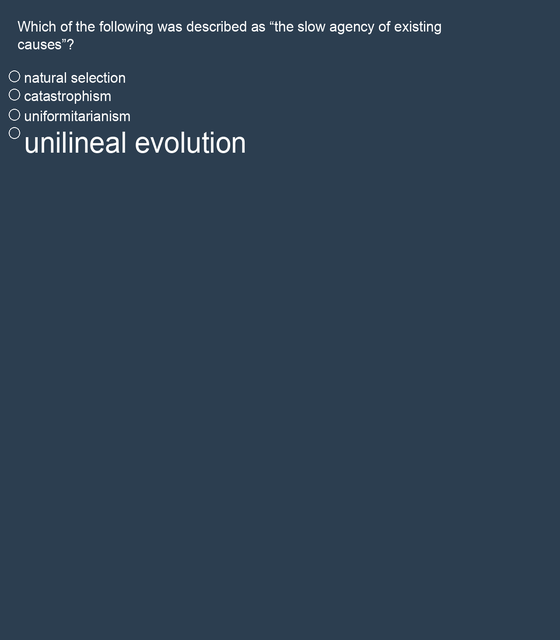 Which of the following was described as “the slow agency of existing
causes”?
natural selection
catastrophism
uniformitarianism
unilineal evolution